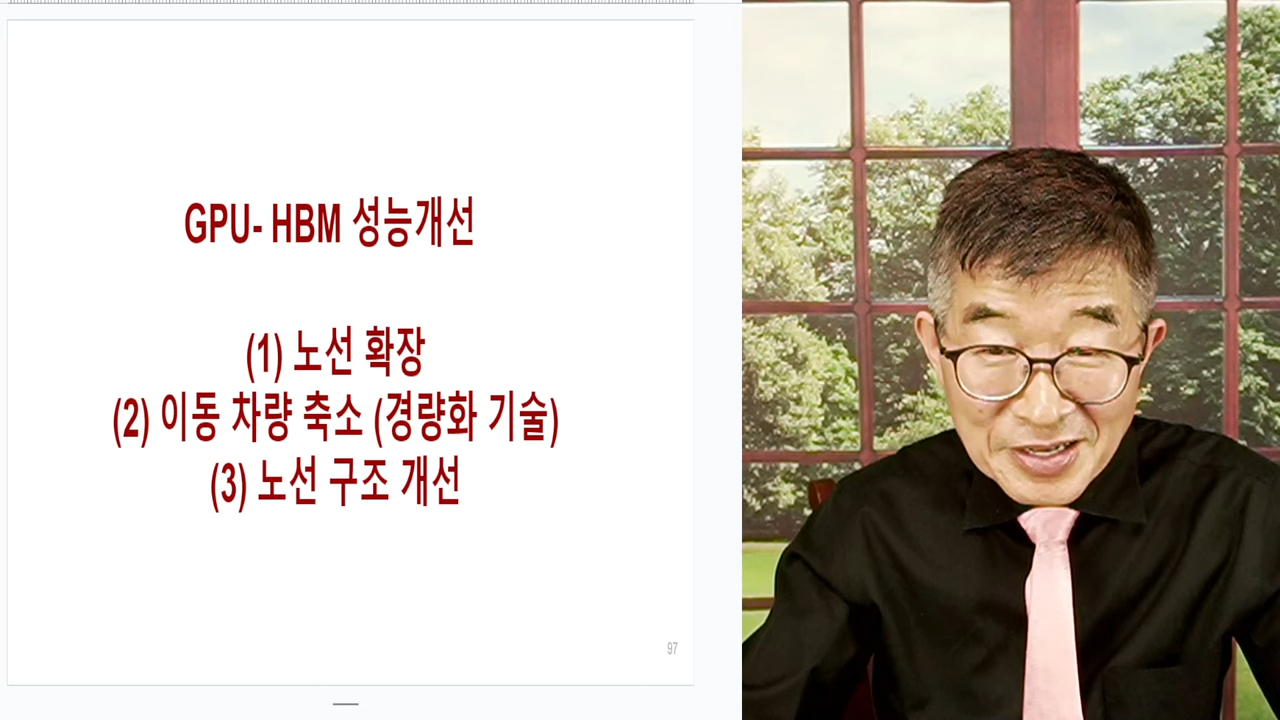 GPU- HBM 성능개선
(1) 노선 확장
(2) 이동 차량 축소 (경량화 기술)
(3) 노선 구조 개선
97